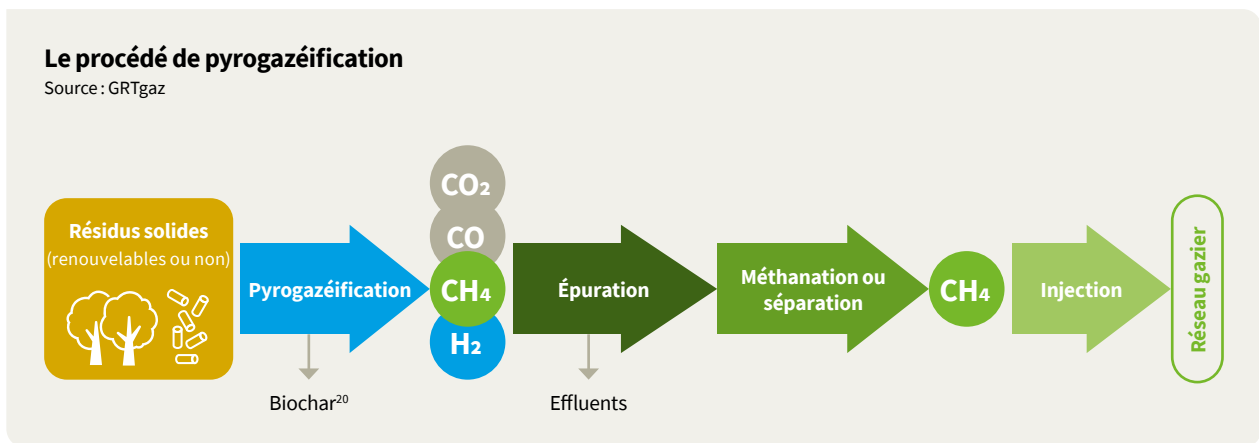 Le procédé de pyrogazéification
Source : GRTgaz
Résidus solides
(renouvelables ou non)
Pyrogazéification
CO₂
CO
CH₄
H₂
Épuration
Méthanation ou
séparation
CH₄
Injection
Réseau gazier
Biochar²⁰
Effluents